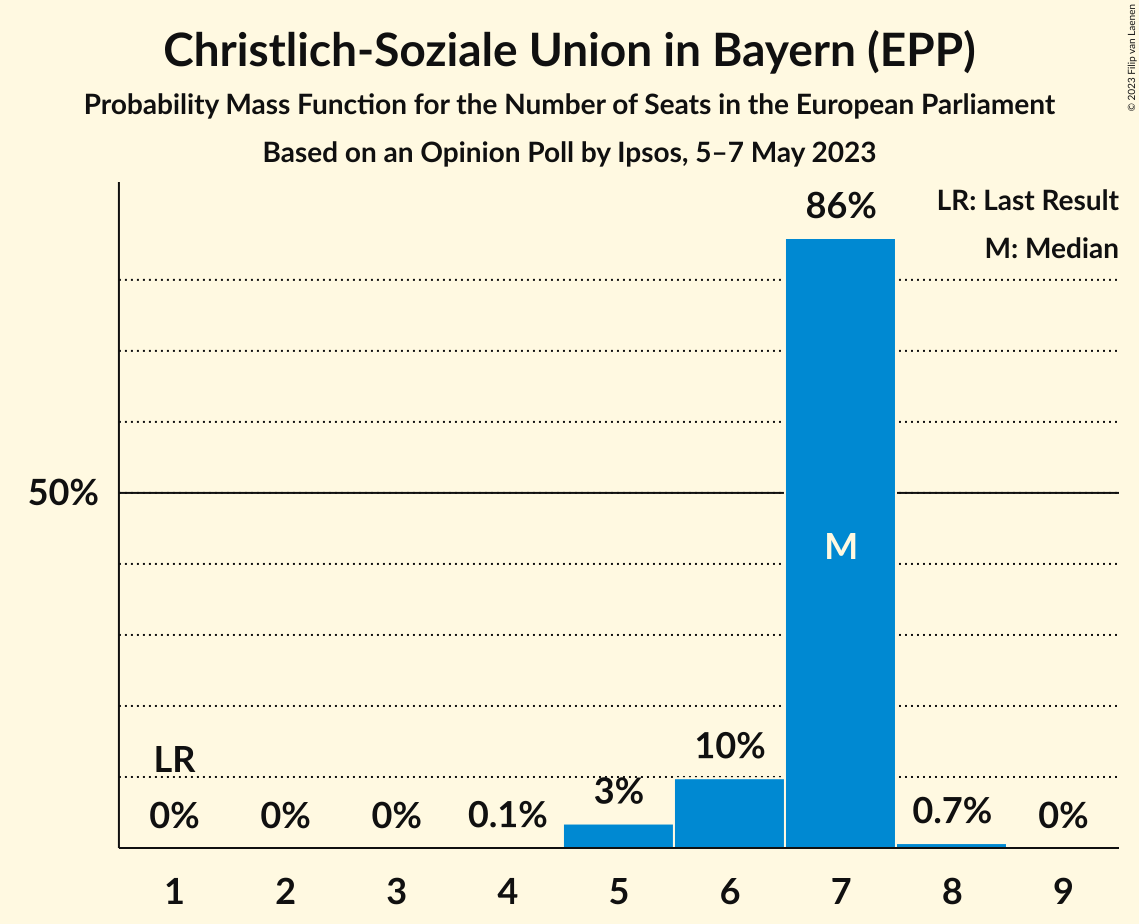 Christlich-Soziale Union in Bayern (EPP)
Probability Mass Function for the Number of Seats in the European Parliament
Based on an Opinion Poll by Ipsos, 5–7 May 2023
© 2023 Filip van Laenen
LR: Last Result
M: Median
86%
50%
M
LR
10%
3%
0% 0% 0% 0.1% 0.7% 0%
1 2 3 4 5 6 7 8 9